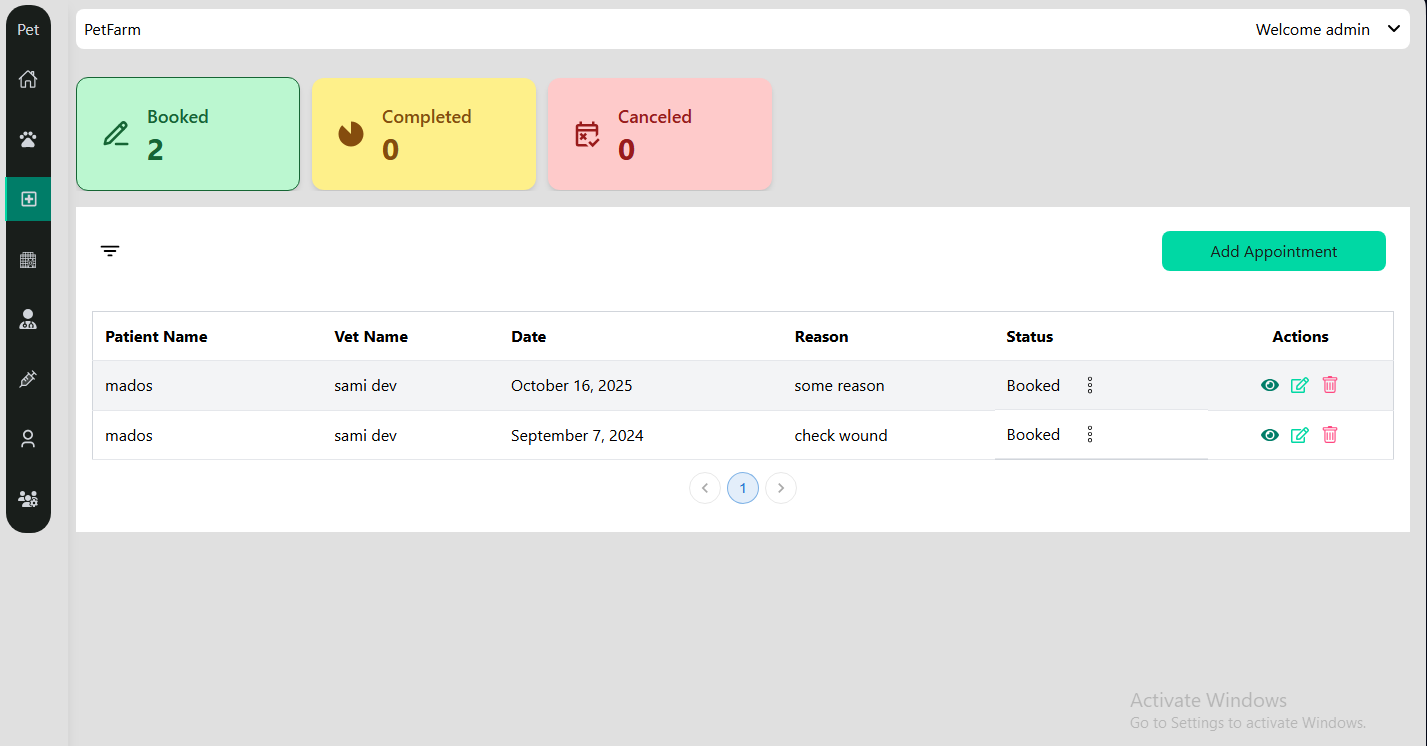 Pet
PetFarm
Welcome admin
Booked
2
Completed
0
Canceled
0
Add Appointment
Patient Name Vet Name Date Reason Status Actions
mados sami dev October 16, 2025 some reason Booked
mados sami dev September 7, 2024 check wound Booked
1
Activate Windows
Go to Settings to activate Windows.